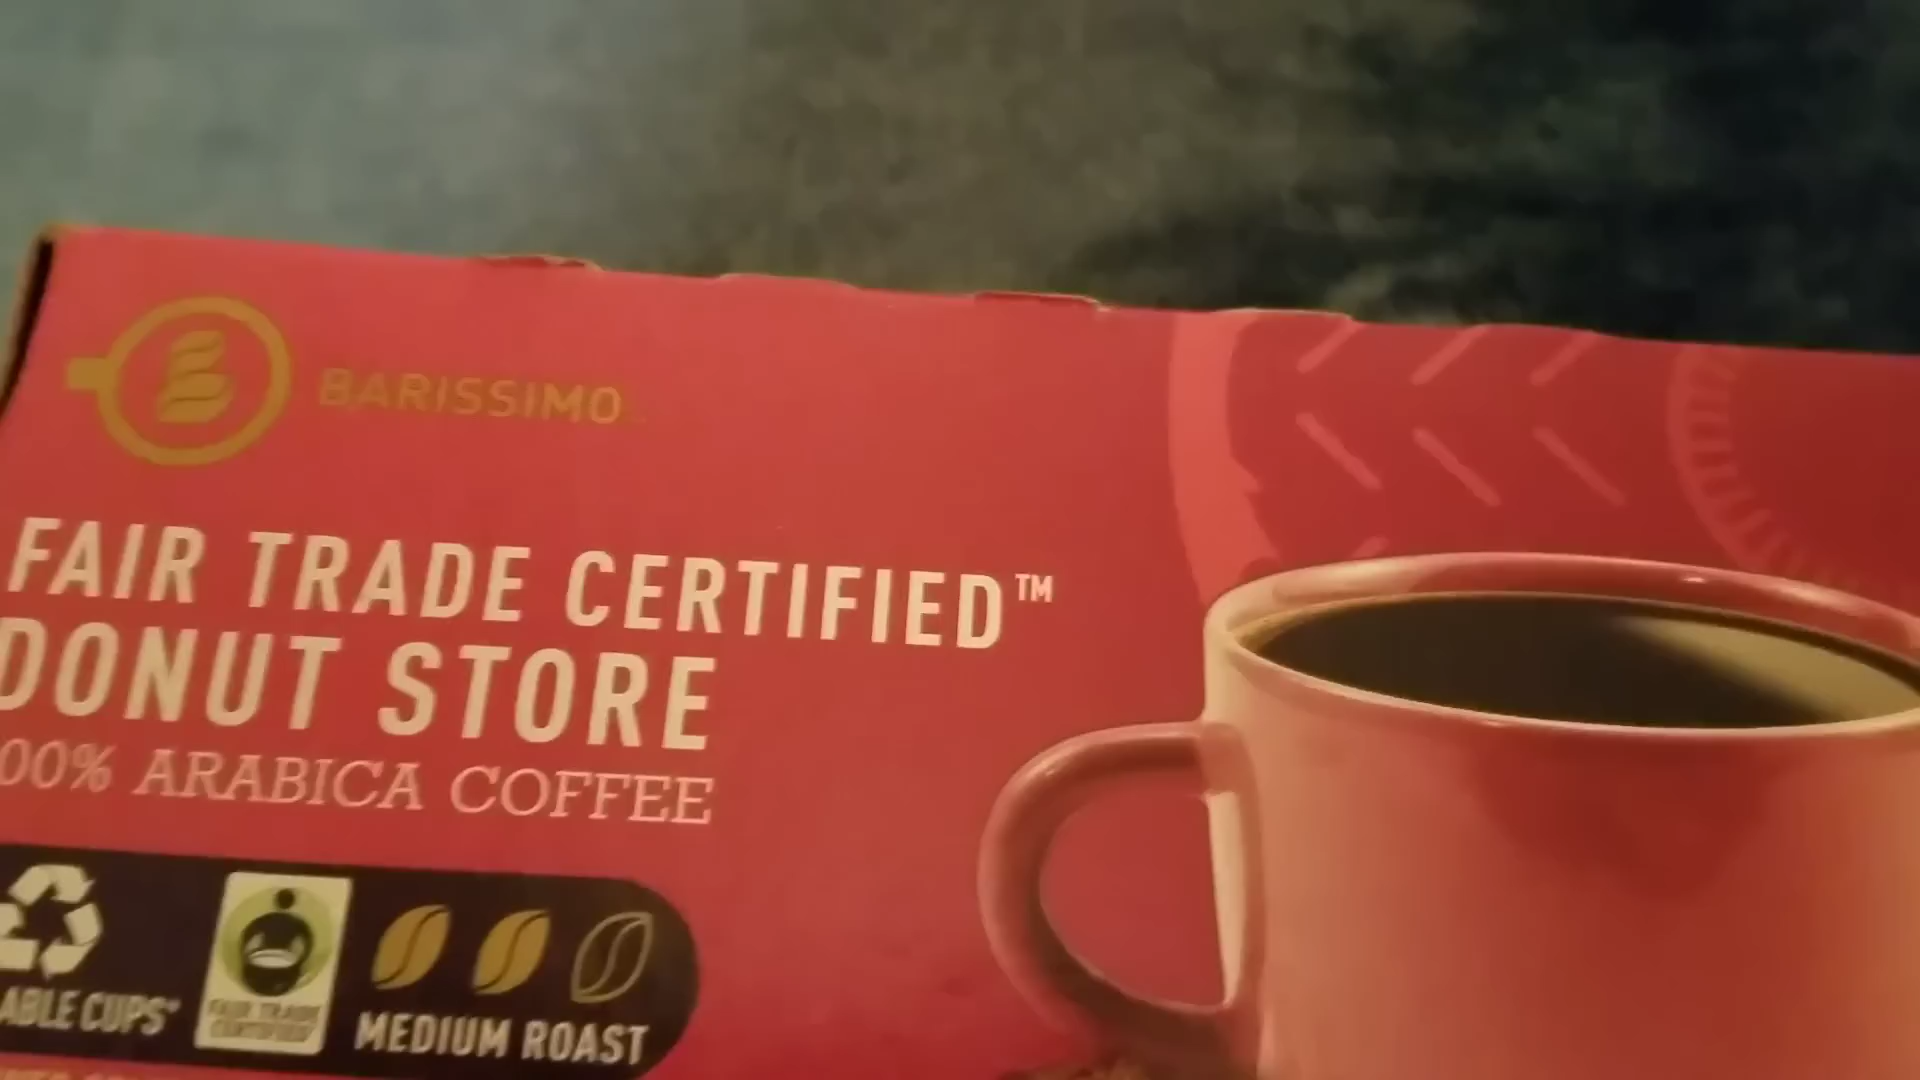 BARISSIMO
FAIR TRADE CERTIFIED™
DONUT STORE
00% ARABICA COFFEE
ABLE CUPS*
FAIR TRADE
CERTIFIED
MEDIUM ROAST